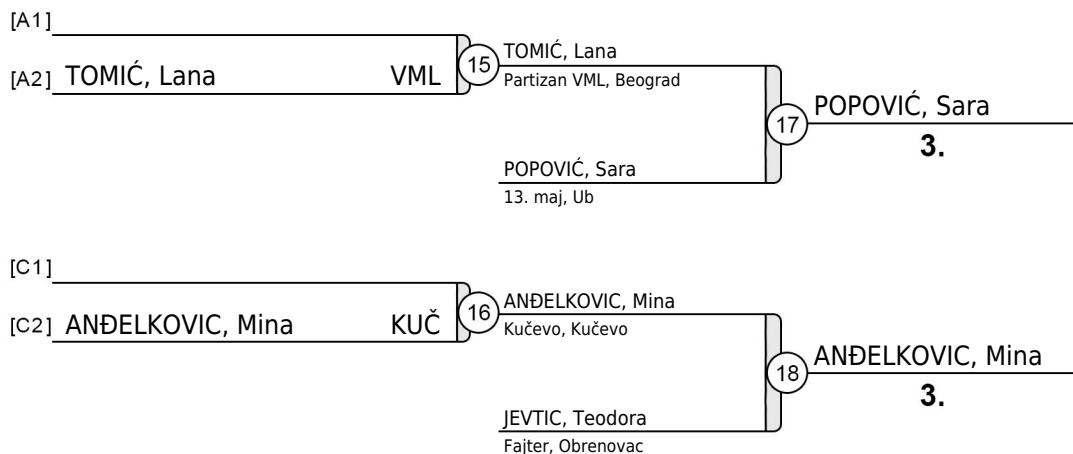 [A1]
[A2] TOMIĆ, Lana VML
15
TOMIĆ, Lana
Partizan VML, Beograd
17
POPOVIĆ, Sara
3.
POPOVIĆ, Sara
13. maj, Ub
[C1]
[C2] ANĐELKOVIC, Mina KUČ
16
ANĐELKOVIC, Mina
Kučevo, Kučevo
18
ANĐELKOVIC, Mina
3.
JEVTIC, Teodora
Fajter, Obrenovac